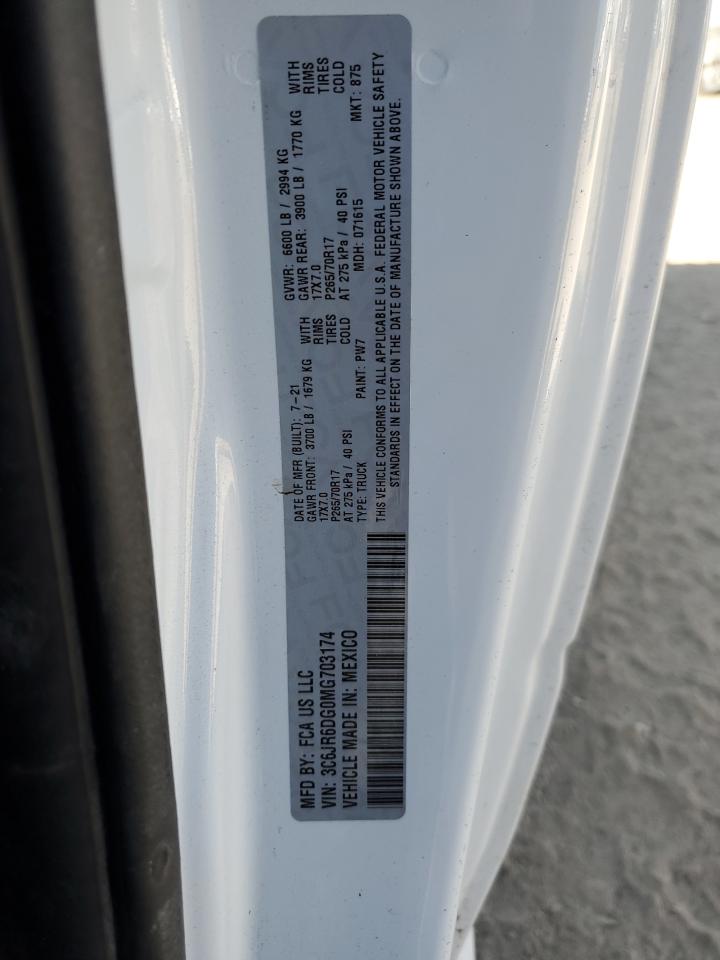 MFD BY: FCA US LLC
VIN: 3C6JR6DG0MG703174
VEHICLE MADE IN: MEXICO
DATE OF MFR (BUILT): 7-21 GVWR: 6600 LB / 2994 KG WITH
GAWR FRONT: 3700 LB / 1679 KG WITH GAWR REAR: 3900 LB / 1770 KG RIMS
17X7.0 RIMS 17X7.0 TIRES
P265/70R17 TIRES P265/70R17 COLD
AT 275 kPa / 40 PSI COLD AT 275 kPa / 40 PSI
TYPE: TRUCK PAINT: PW7 MDH: 071615 MKT: 875
THIS VEHICLE CONFORMS TO ALL APPLICABLE U.S.A. FEDERAL MOTOR VEHICLE SAFETY
STANDARDS IN EFFECT ON THE DATE OF MANUFACTURE SHOWN ABOVE.